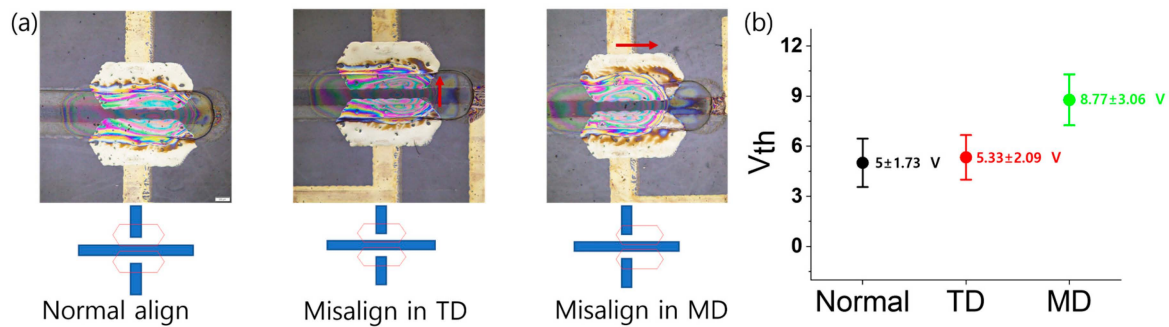 (a)
Normal align
Misalign in TD
Misalign in MD
(b)
Vth
12
9
6
3
0
5±1.73 V
5.33±2.09 V
8.77±3.06 V
Normal
TD
MD